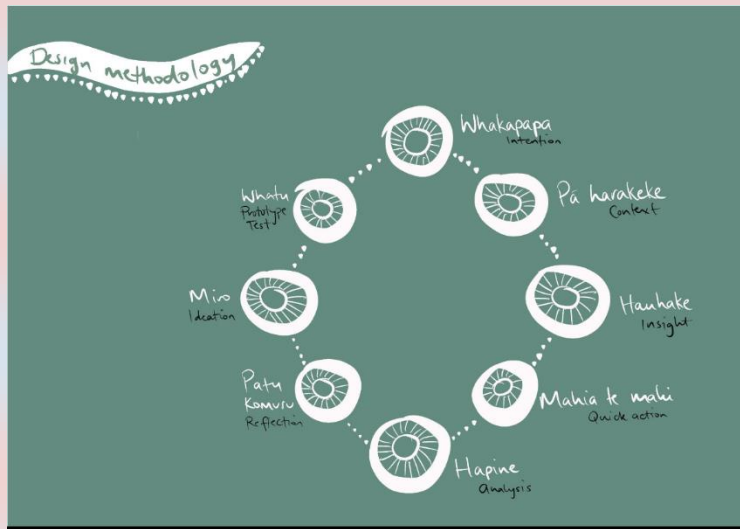 Design methodology
Whakapapa
Intention
Pā harakeke
Context
Hauhake
Insight
Mahia te mahi
Quick action
Hapine
Analysis
Patu
Komuru
Reflection
Miro
Ideation
Whatu
Prototype
Test